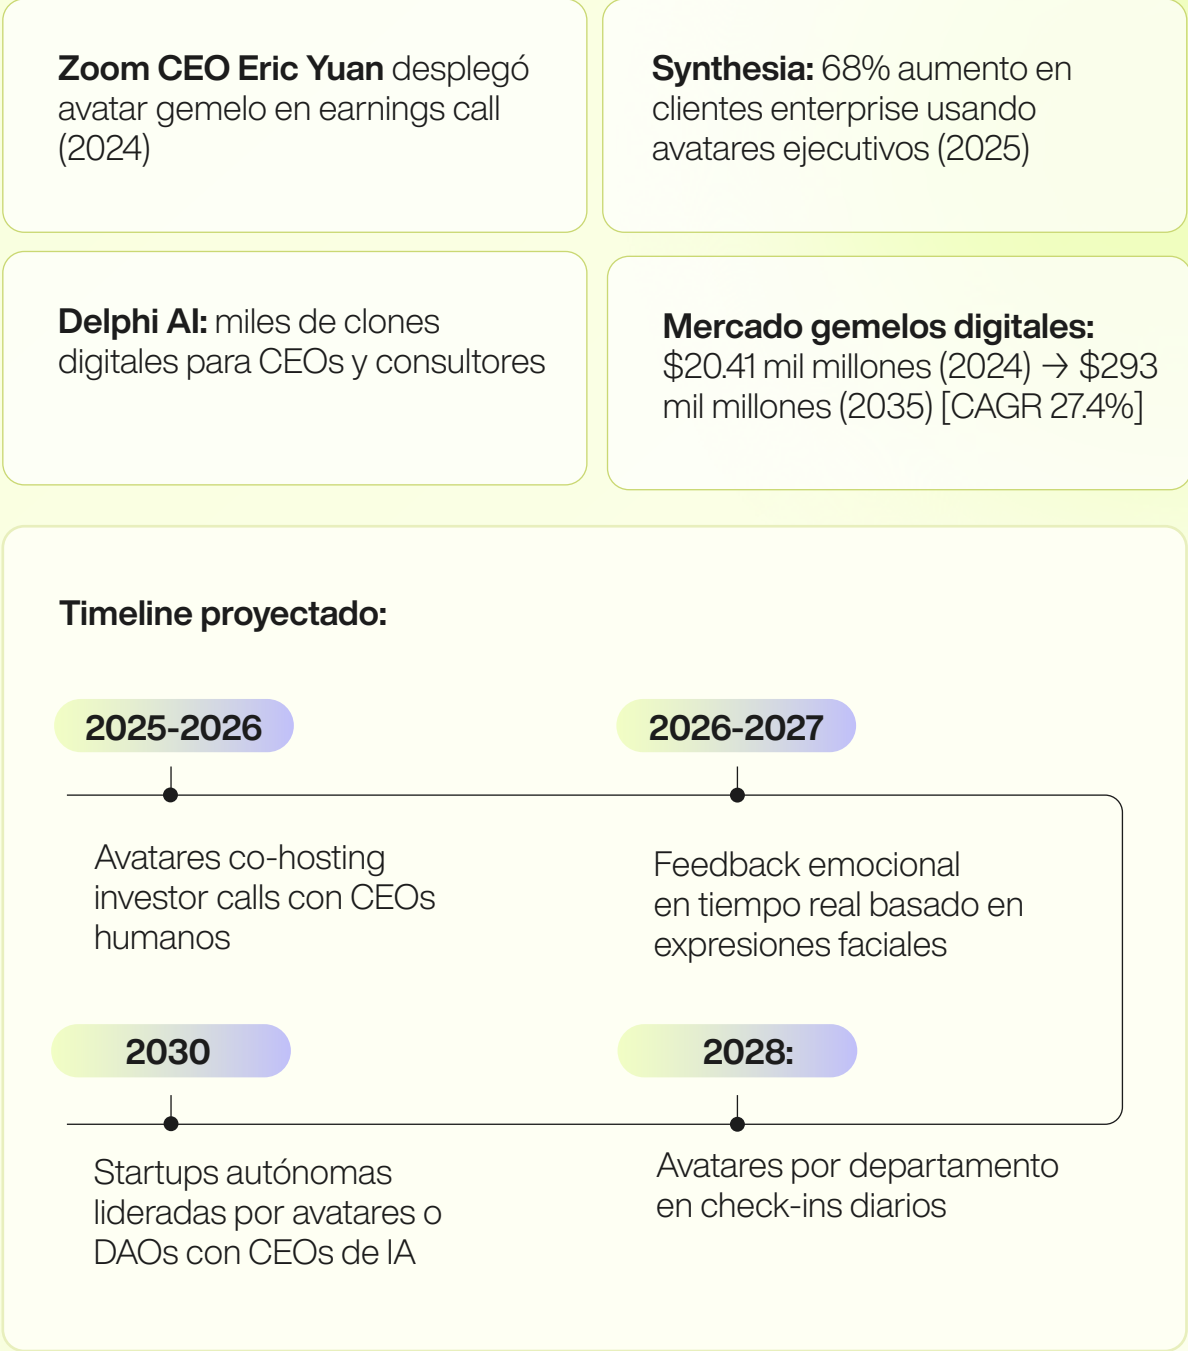 Zoom CEO Eric Yuan desplegó
avatar gemelo en earnings call
(2024)
Synthesia: 68% aumento en
clientes enterprise usando
avatares ejecutivos (2025)
Delphi AI: miles de clones
digitales para CEOs y consultores
Mercado gemelos digitales:
$20.41 mil millones (2024) → $293
mil millones (2035) [CAGR 27.4%]
Timeline proyectado:
2025-2026
Avatares co-hosting
investor calls con CEOs
humanos
2026-2027
Feedback emocional
en tiempo real basado en
expresiones faciales
2028:
Avatares por departamento
en check-ins diarios
2030
Startups autónomas
lideradas por avatares o
DAOs con CEOs de IA